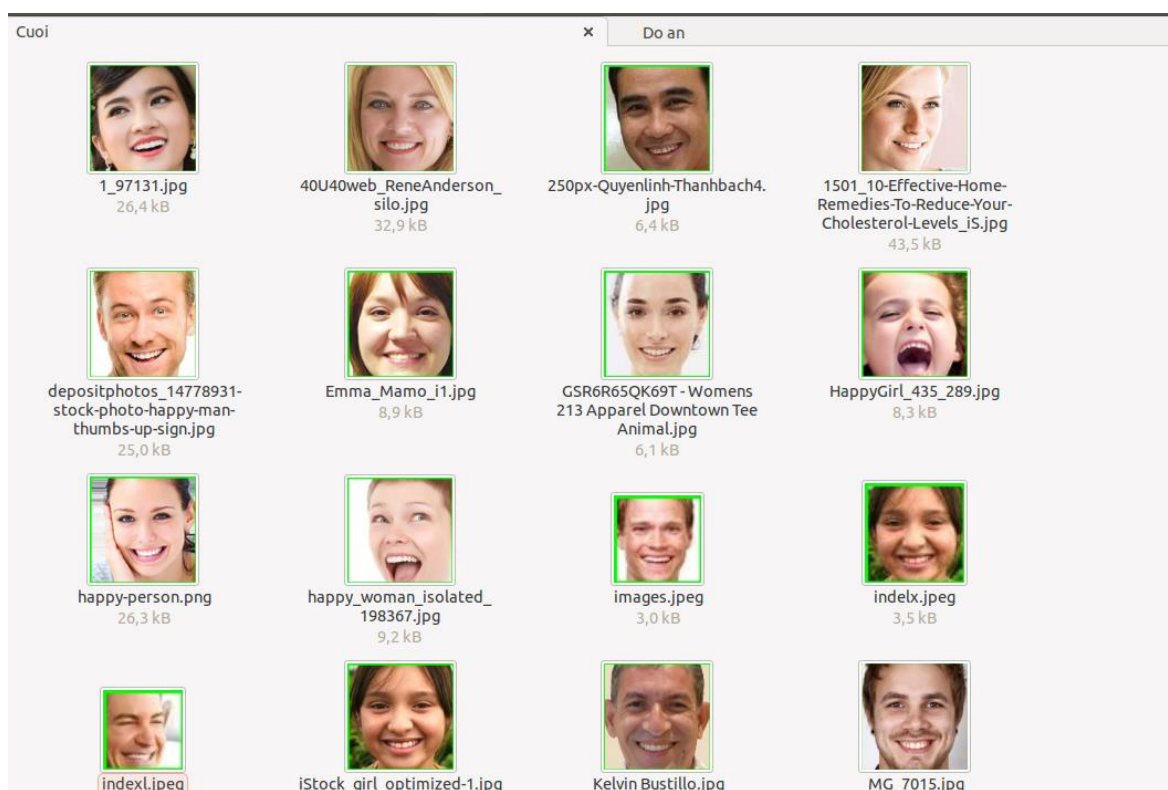 Cuoi × Do an
1_97131.jpg
26,4 kB
40U40web_ReneAnderson_
silo.jpg
32,9 kB
250px-Quyenlinh-Thanhbach4.
jpg
6,4 kB
1501_10-Effective-Home-
Remedies-To-Reduce-Your-
Cholesterol-Levels_iS.jpg
43,5 kB
depositphotos_14778931-
stock-photo-happy-man-
thumbs-up-sign.jpg
25,0 kB
Emma_Mamo_i1.jpg
8,9 kB
GSR6R65QK69T - Womens
213 Apparel Downtown Tee
Animal.jpg
6,1 kB
HappyGirl_435_289.jpg
8,3 kB
happy-person.png
26,3 kB
happy_woman_isolated_
198367.jpg
9,2 kB
images.jpeg
3,0 kB
indelx.jpeg
3,5 kB
indexl.jpeg
iStock_girl_optimized-1.jpg
Kelvin Bustillo.jpg
MG_7015.jpg